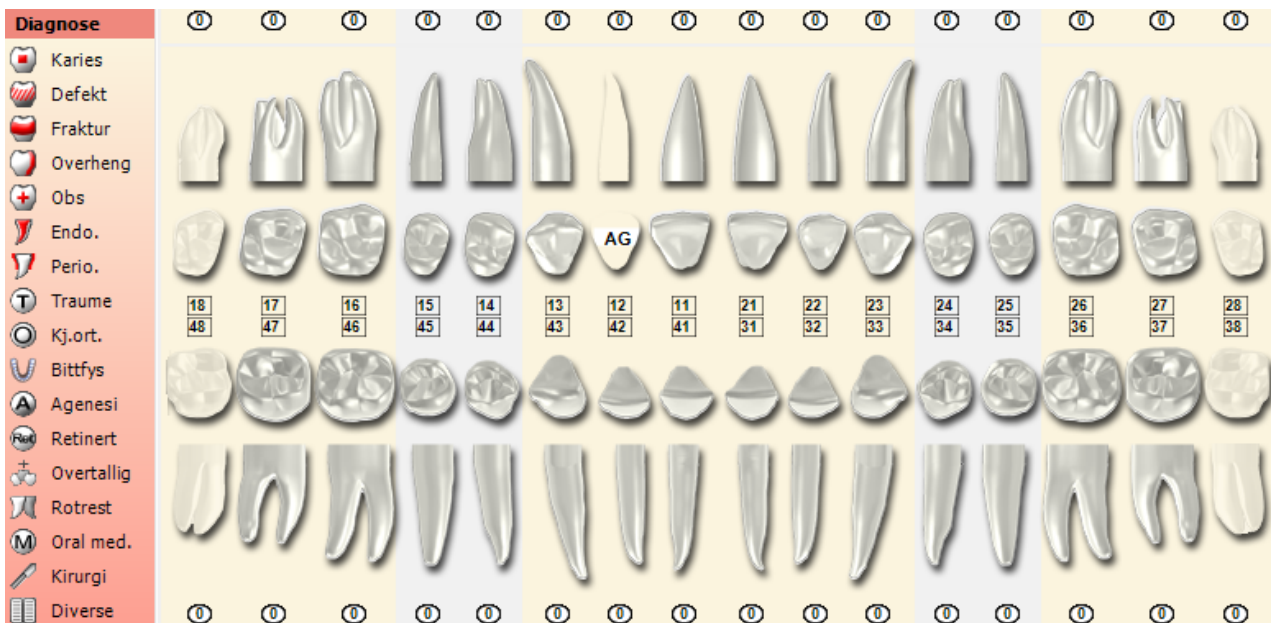 Diagnose
Karies
Defekt
Fraktur
Overheng
Obs
Endo.
Perio.
T Traume
Kj.ort.
Bittfys
A Agenesi
Ret Retinert
Overtallig
Rotrest
M Oral med.
Kirurgi
Diverse
0 0 0 0 0 0 0 0 0 0 0 0 0 0 0 0
AG
18 17 16 15 14 13 12 11 21 22 23 24 25 26 27 28
48 47 46 45 44 43 42 41 31 32 33 34 35 36 37 38
0 0 0 0 0 0 0 0 0 0 0 0 0 0 0 0